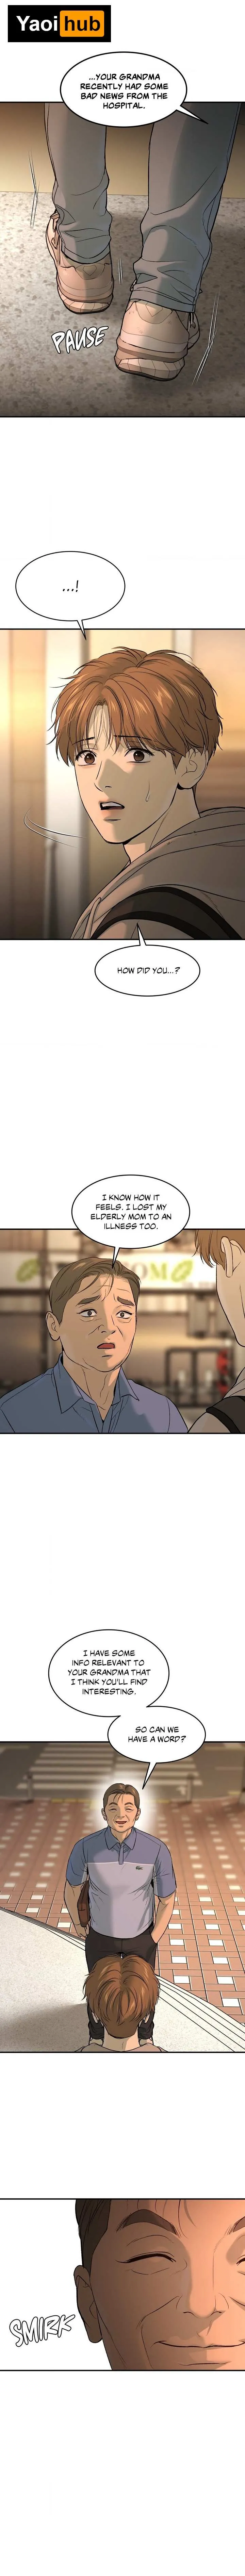 Yaoi hub
...YOUR GRANDMA
RECENTLY HAD SOME
BAD NEWS FROM THE
HOSPITAL.
PAUSE
...!
HOW DID YOU...?
I KNOW HOW IT
FEELS. I LOST MY
ELDERLY MOM TO AN
ILLNESS TOO.
I HAVE SOME
INFO RELEVANT TO
YOUR GRANDMA THAT
I THINK YOU'LL FIND
INTERESTING.
SO CAN WE
HAVE A WORD?
SMIRK